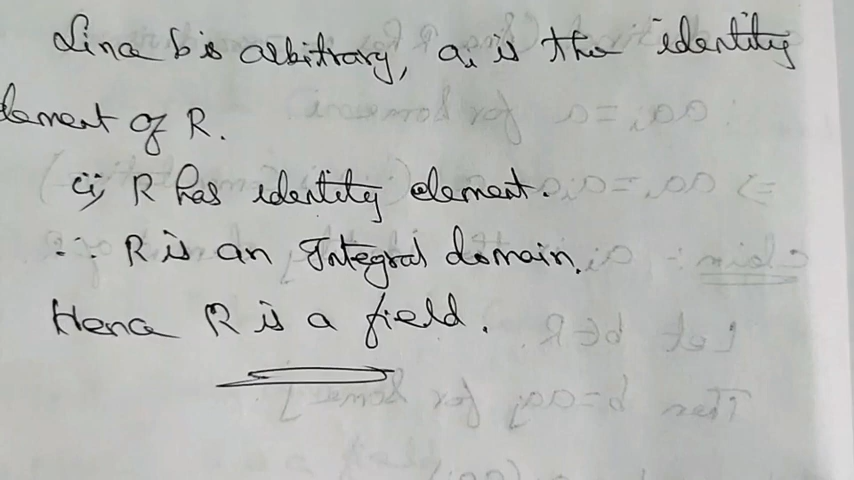 Since b is arbitrary, a₁ is the identity
element of R.
(i) R has identity element.
∴ R is an Integral domain.
Hence R is a field.